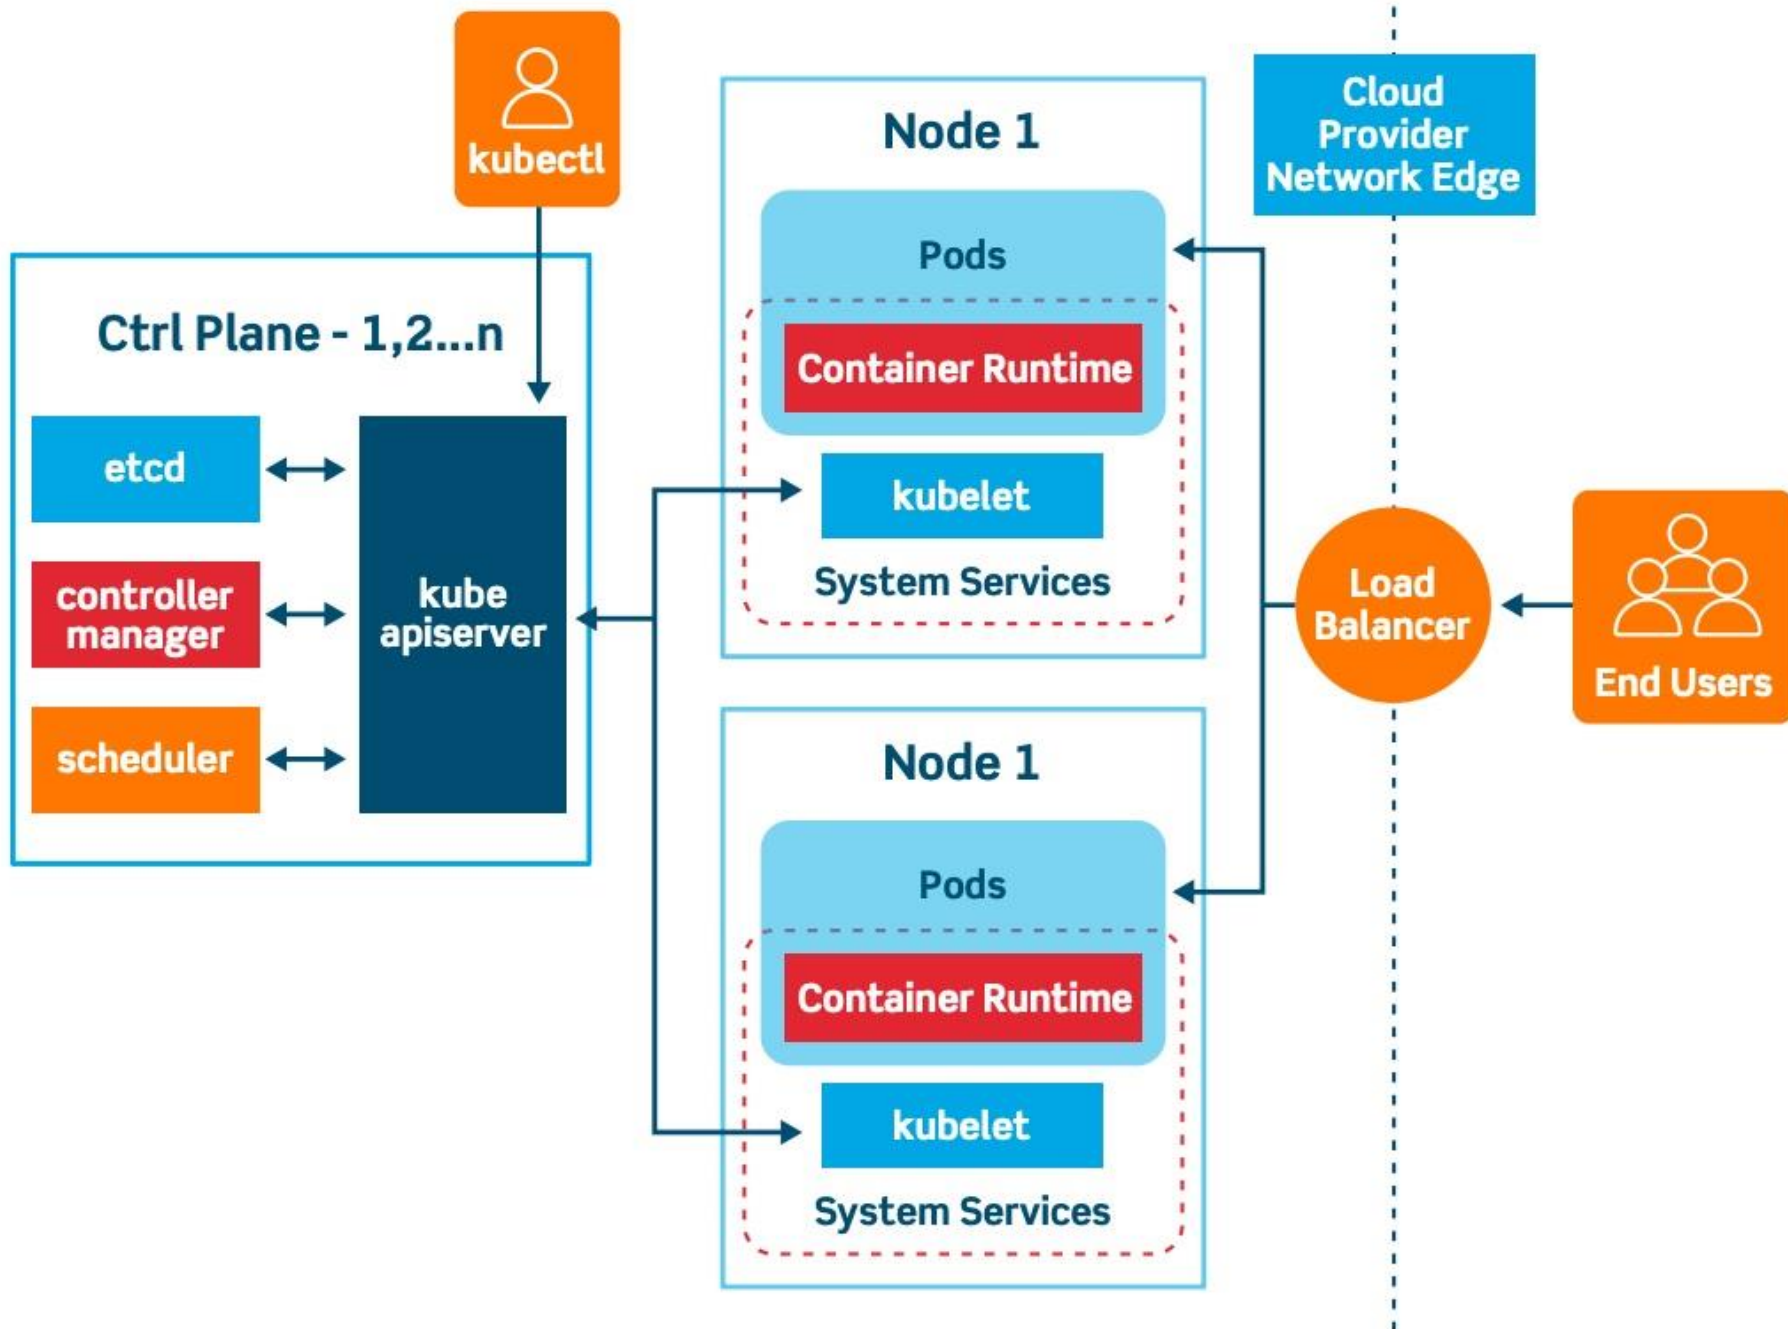 kubectl
Ctrl Plane - 1,2...n
etcd
controller
manager
scheduler
kube
apiserver
Node 1
Pods
Container Runtime
kubelet
System Services
Node 1
Pods
Container Runtime
kubelet
System Services
Cloud
Provider
Network Edge
Load
Balancer
End Users